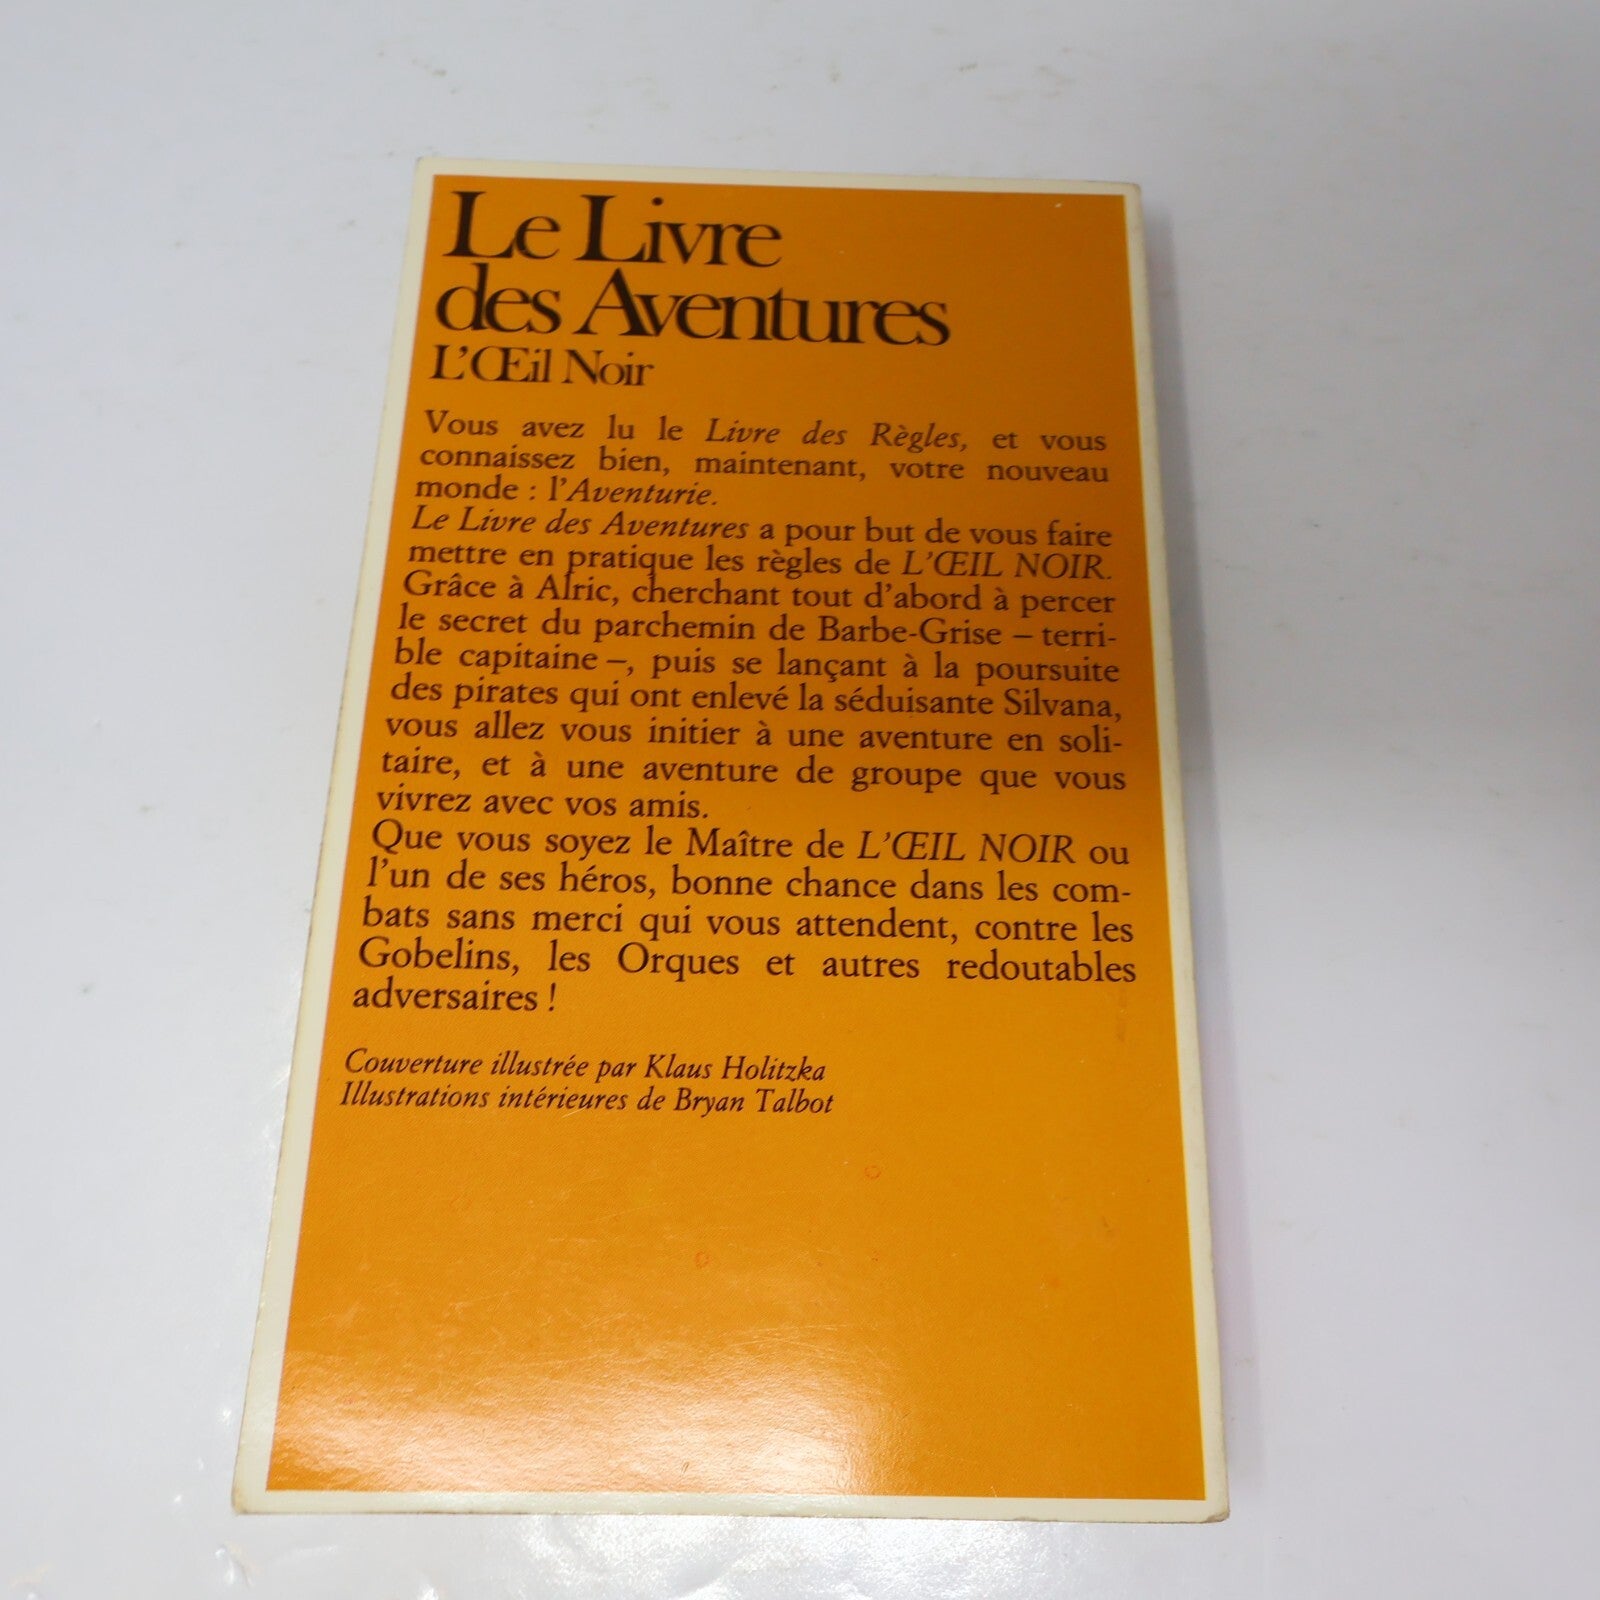 Le Livre
des Aventures
L'Œil Noir
Vous avez lu le Livre des Règles, et vous
connaissez bien, maintenant, votre nouveau
monde : l'Aventurie.
Le Livre des Aventures a pour but de vous faire
mettre en pratique les règles de L'ŒIL NOIR.
Grâce à Alric, cherchant tout d'abord à percer
le secret du parchemin de Barbe-Grise – terri-
ble capitaine –, puis se lançant à la poursuite
des pirates qui ont enlevé la séduisante Silvana,
vous allez vous initier à une aventure en soli-
taire, et à une aventure de groupe que vous
vivrez avec vos amis.
Que vous soyez le Maître de L'ŒIL NOIR ou
l'un de ses héros, bonne chance dans les com-
bats sans merci qui vous attendent, contre les
Gobelins, les Orques et autres redoutables
adversaires !
Couverture illustrée par Klaus Holitzka
Illustrations intérieures de Bryan Talbot